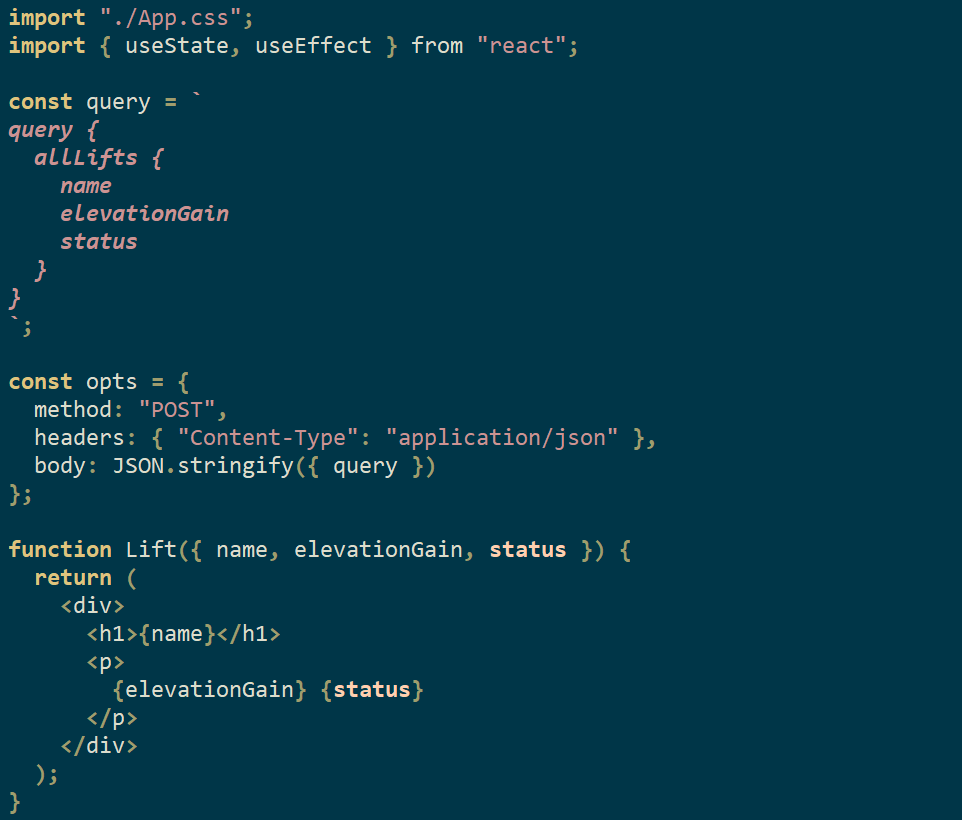 import "./App.css";
import { useState, useEffect } from "react";

const query = `
query {
  allLifts {
    name
    elevationGain
    status
  }
}
`;

const opts = {
  method: "POST",
  headers: { "Content-Type": "application/json" },
  body: JSON.stringify({ query })
};

function Lift({ name, elevationGain, status }) {
  return (
    <div>
      <h1>{name}</h1>
      <p>
        {elevationGain} {status}
      </p>
    </div>
  );
}